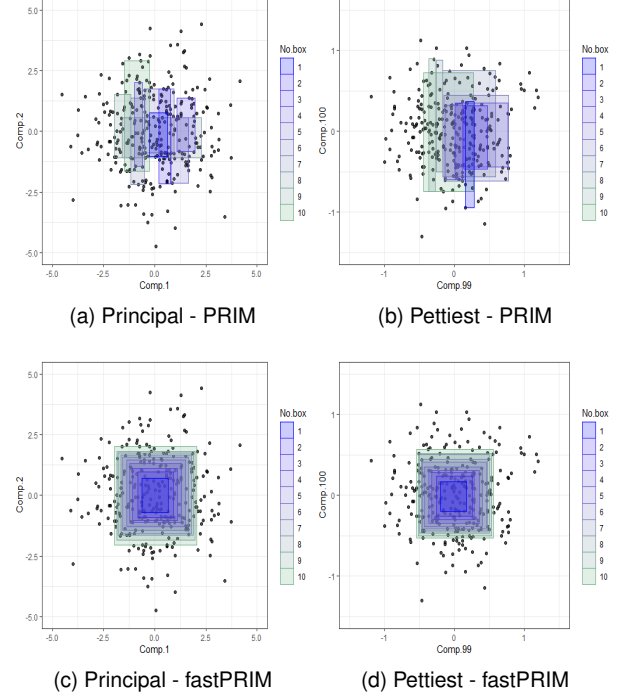 No.box
5.0
2.5
0.0
-2.5
-5.0
Comp.2
-5.0 -2.5 0.0 2.5 5.0
Comp.1
1
2
3
4
5
6
7
8
9
10
(a) Principal - PRIM
No.box
1
0
-1
Comp.100
-1 0 1
Comp.99
1
2
3
4
5
6
7
8
9
10
(b) Pettiest - PRIM
No.box
5.0
2.5
0.0
-2.5
-5.0
Comp.2
-5.0 -2.5 0.0 2.5 5.0
Comp.1
1
2
3
4
5
6
7
8
9
10
(c) Principal - fastPRIM
No.box
1
0
-1
Comp.100
-1 0 1
Comp.99
1
2
3
4
5
6
7
8
9
10
(d) Pettiest - fastPRIM